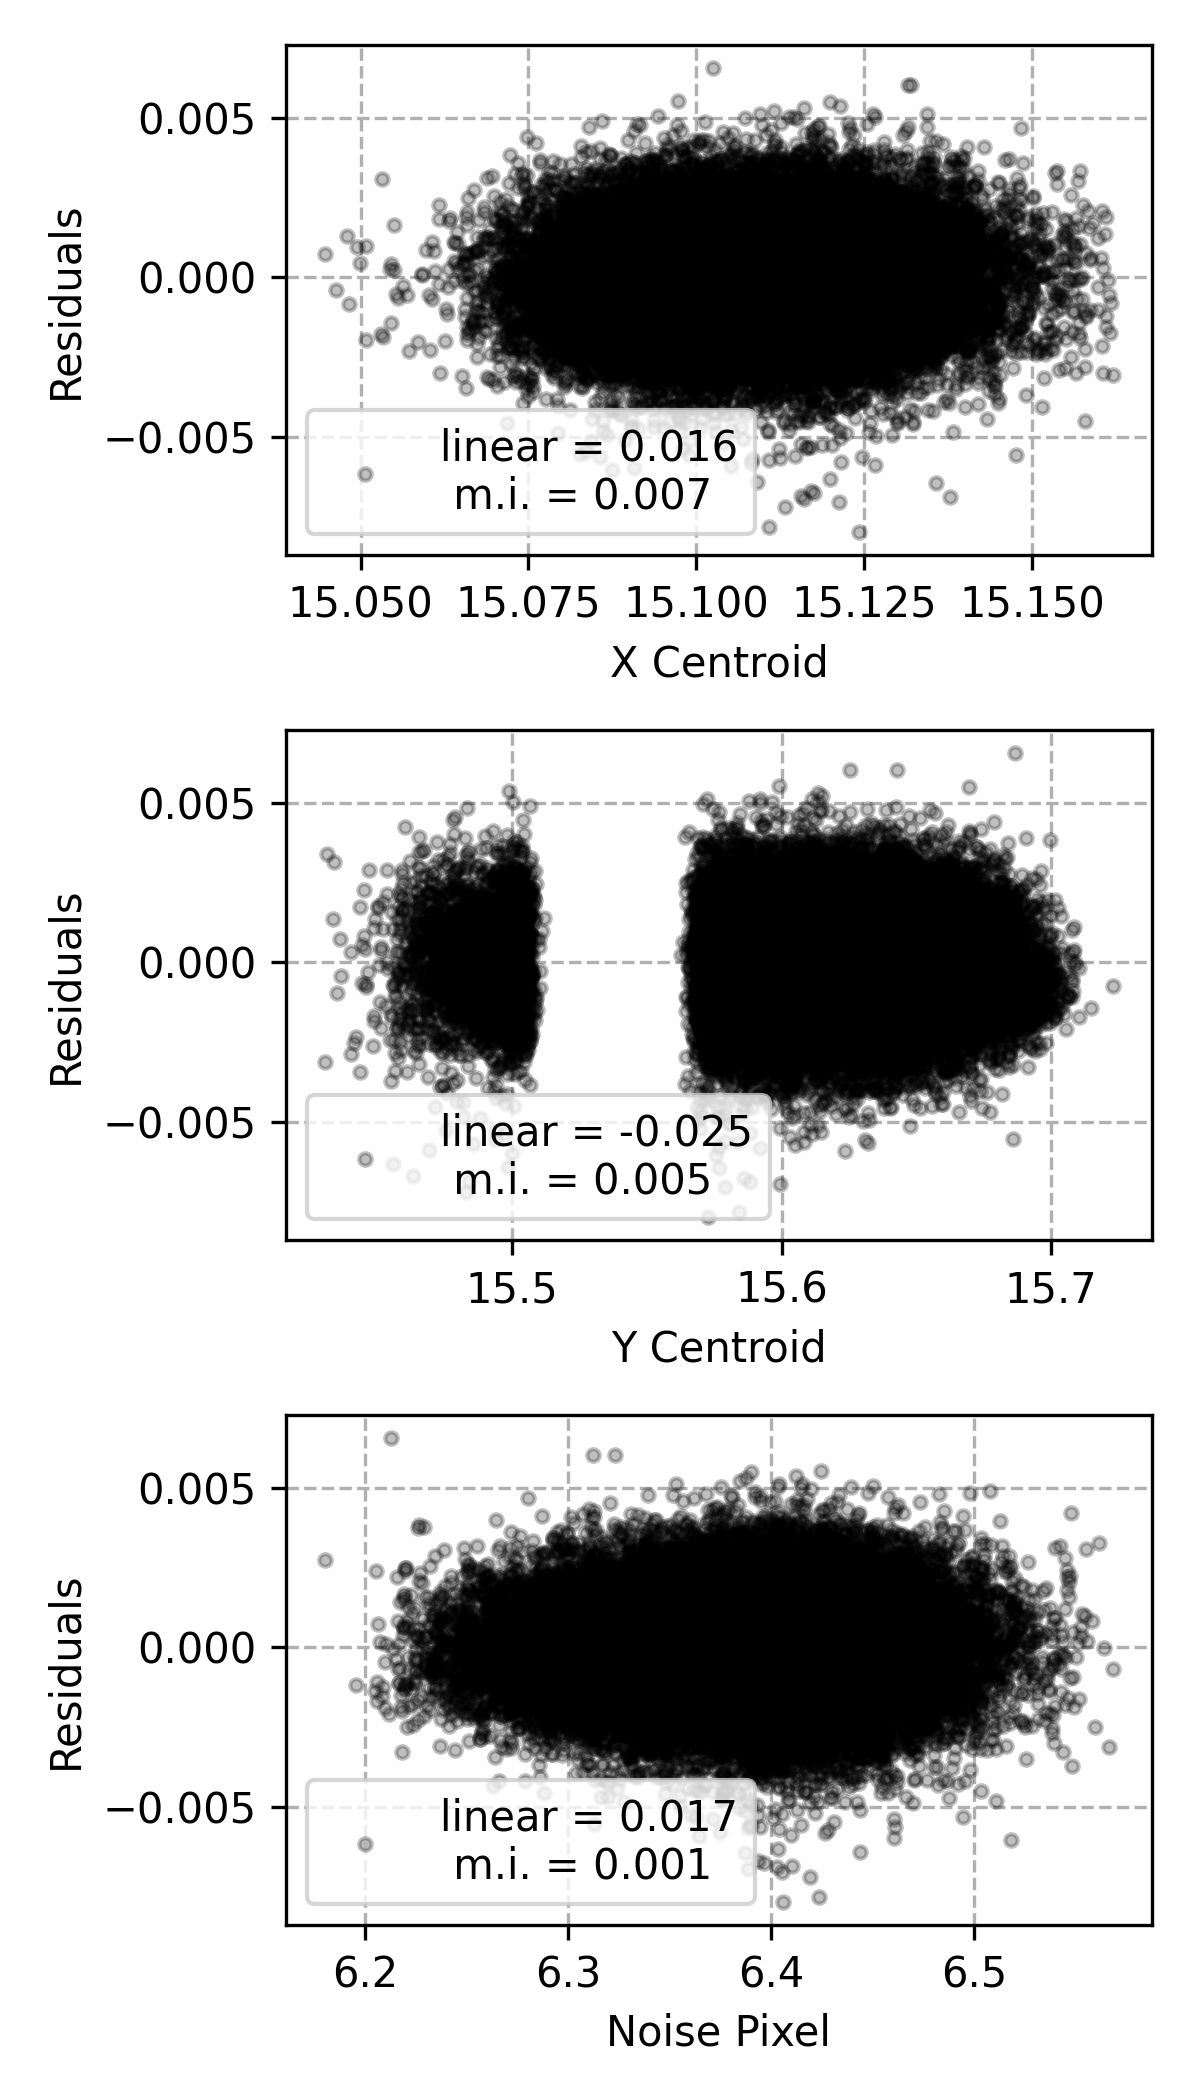 0.005
0.000
−0.005
Residuals
linear = 0.016
m.i. = 0.007
15.050 15.075 15.100 15.125 15.150
X Centroid
0.005
0.000
−0.005
Residuals
linear = -0.025
m.i. = 0.005
15.5 15.6 15.7
Y Centroid
0.005
0.000
−0.005
Residuals
linear = 0.017
m.i. = 0.001
6.2 6.3 6.4 6.5
Noise Pixel